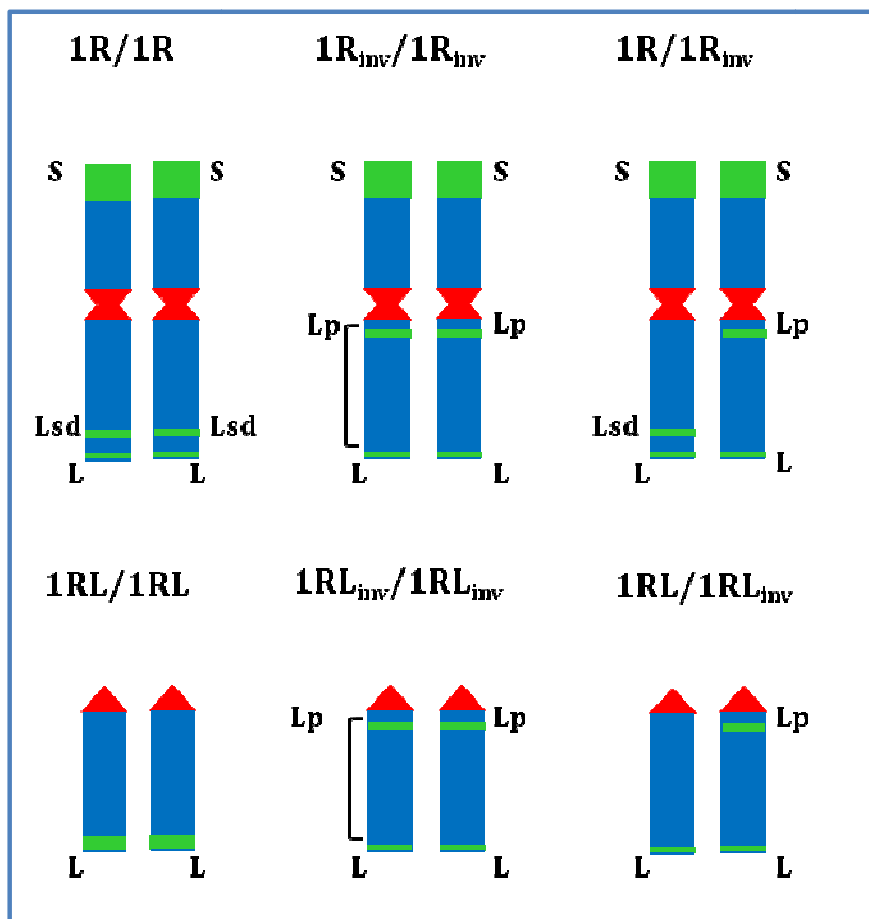 1R/1R 1Rinv/1Rinv 1R/1Rinv
S S S S S S
Lp Lp Lp
Lsd Lsd Lsd
L L L L L L
1RL/1RL 1RLinv/1RLinv 1RL/1RLinv
Lp Lp Lp
L L L L L L